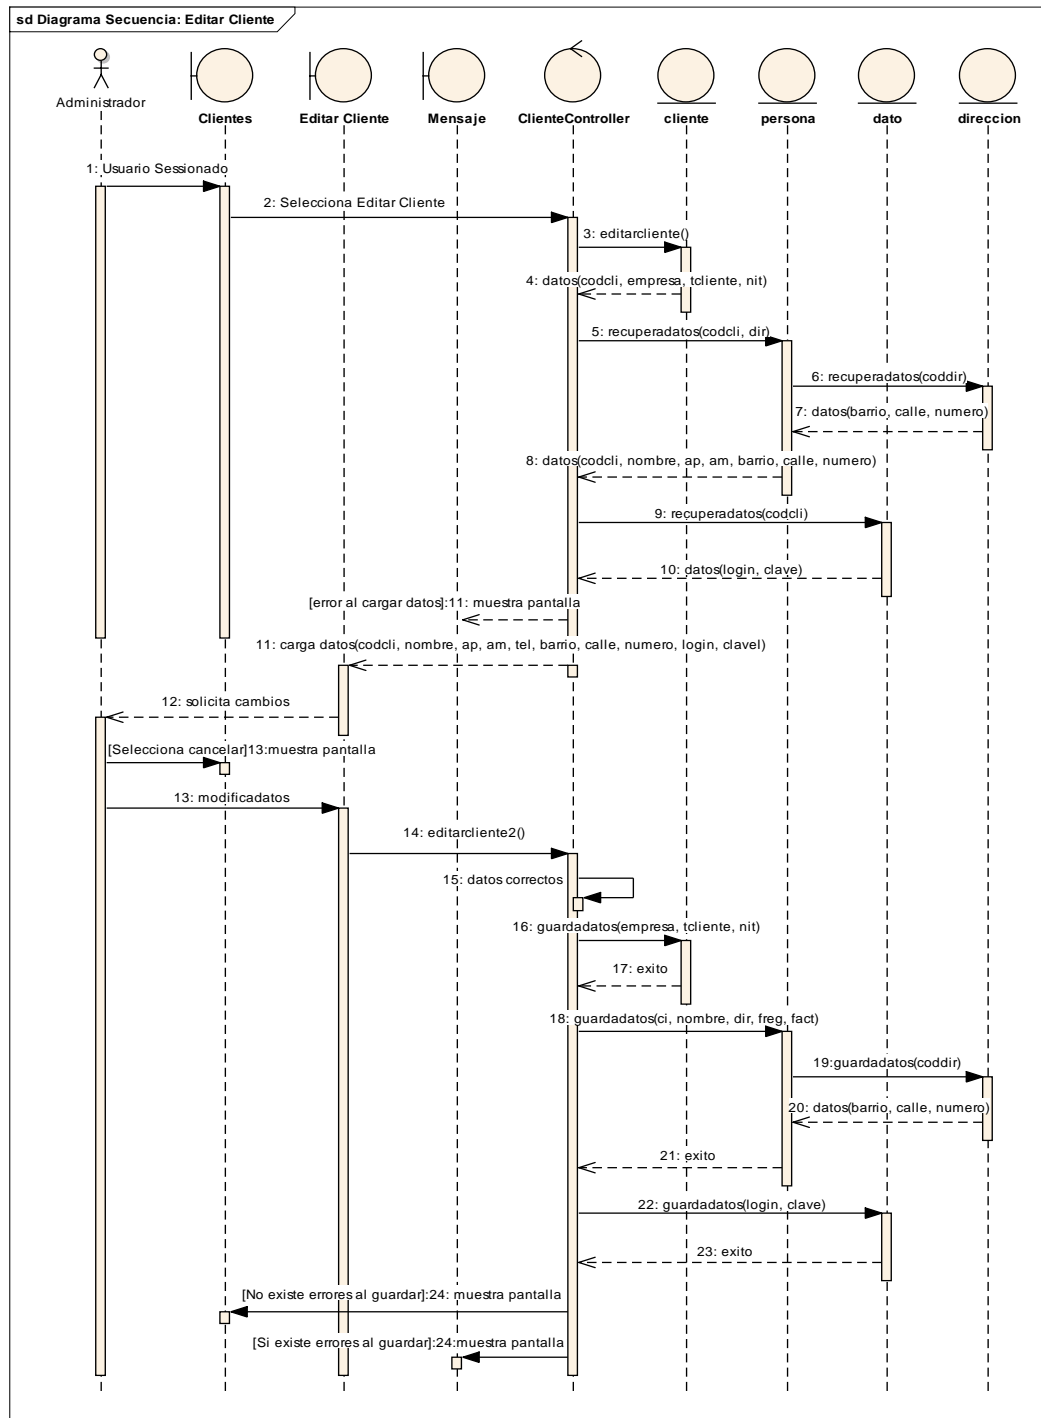 sd Diagrama Secuencia: Editar Cliente
Administrador
Clientes
Editar Cliente
Mensaje
ClienteController
cliente
persona
dato
direccion
1: Usuario Sessionado
2: Selecciona Editar Cliente
3: editarcliente()
4: datos(codcli, empresa, tcliente, nit)
5: recuperadatos(codcli, dir)
6: recuperadatos(coddir)
7: datos(barrio, calle, numero)
8: datos(codcli, nombre, ap, am, barrio, calle, numero)
9: recuperadatos(codcli)
10: datos(login, clave)
[error al cargar datos]:11: muestra pantalla
11: carga datos(codcli, nombre, ap, am, tel, barrio, calle, numero, login, clavel)
12: solicita cambios
[Selecciona cancelar]13:muestra pantalla
13: modificadatos
14: editarcliente2()
15: datos correctos
16: guardadatos(empresa, tcliente, nit)
17: exito
18: guardadatos(ci, nombre, dir, freg, fact)
19:guardadatos(coddir)
20: datos(barrio, calle, numero)
21: exito
22: guardadatos(login, clave)
23: exito
[No existe errores al guardar]:24: muestra pantalla
[Si existe errores al guardar]:24:muestra pantalla